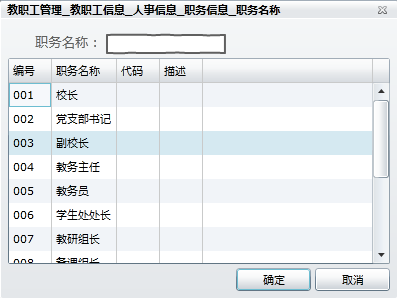 教职工管理_教职工信息_人事信息_职务信息_职务名称
职务名称：
编号 职务名称 代码 描述
001 校长
002 党支部书记
003 副校长
004 教务主任
005 教务员
006 学生处处长
007 教研组长
008 备课组长
确定 取消